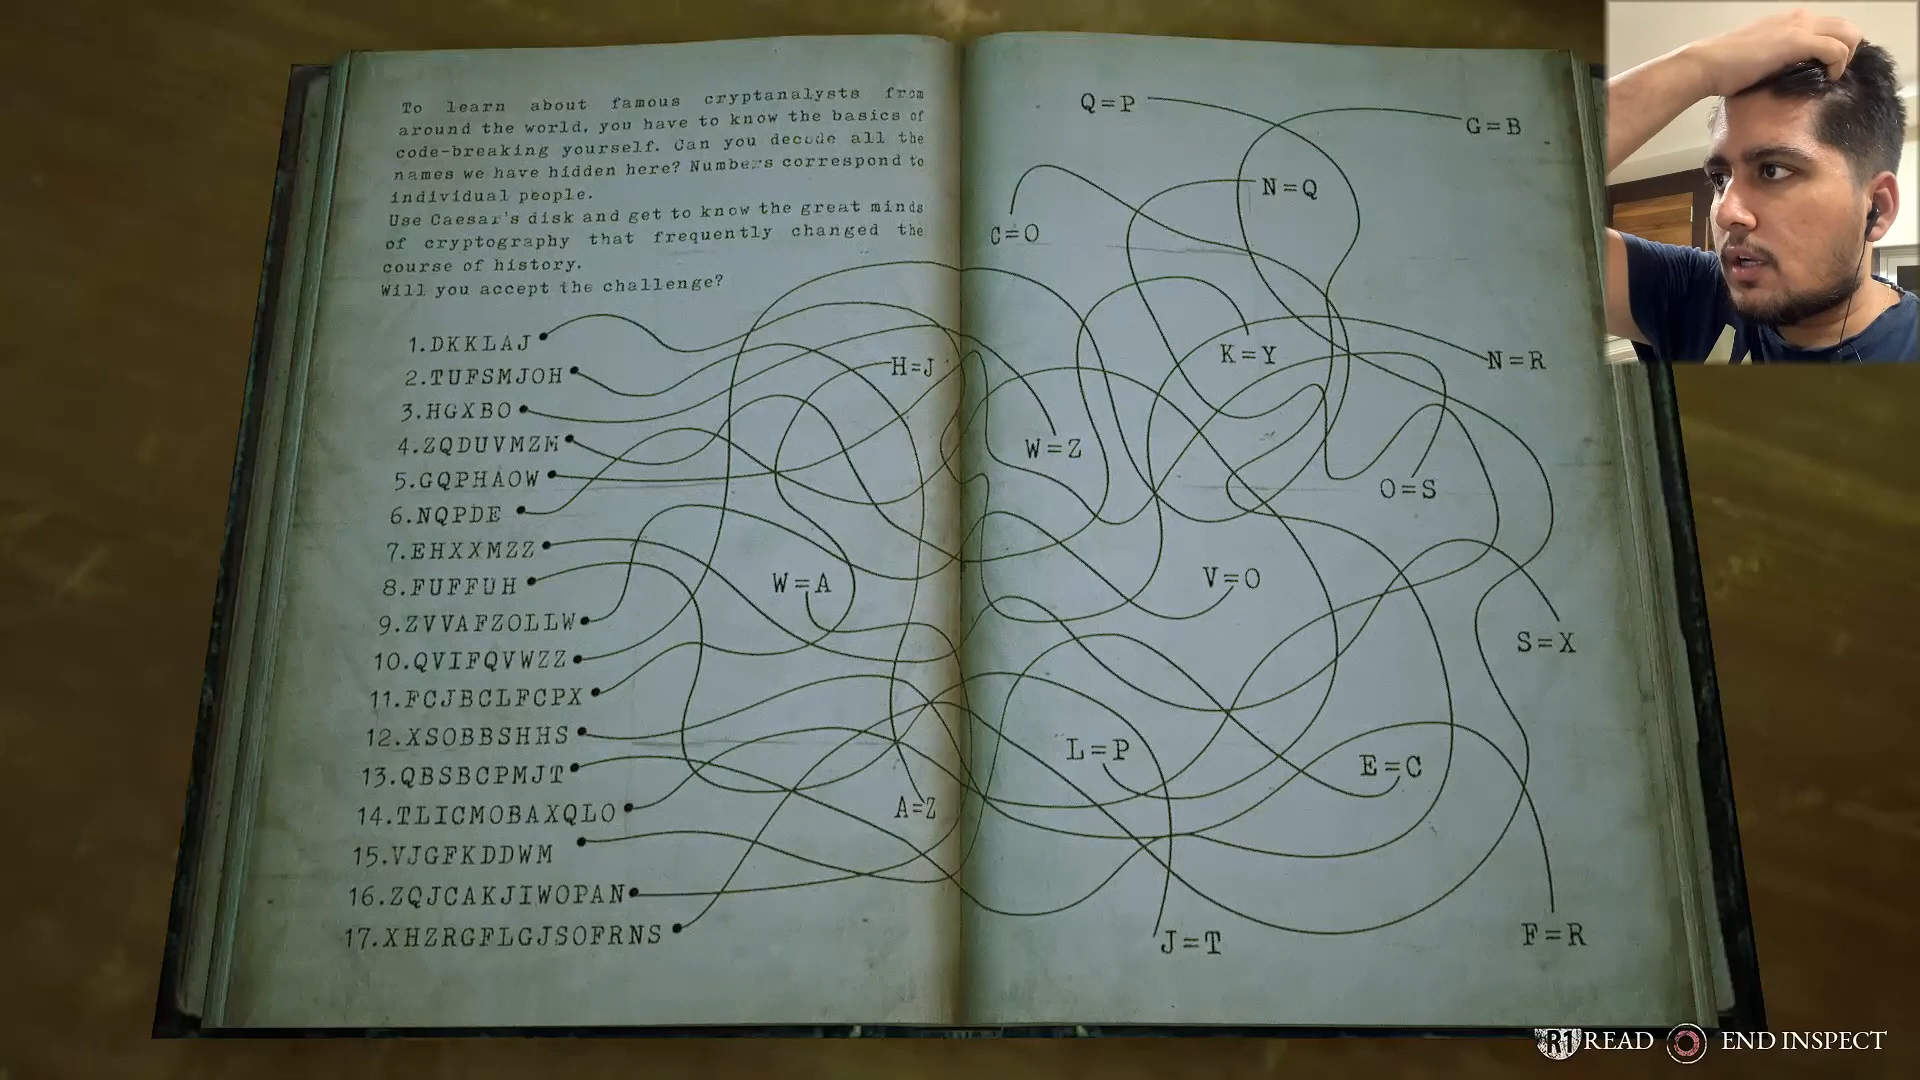 To learn about famous cryptanalysts from
around the world, you have to know the basics of
code-breaking yourself. Can you decode all the
names we have hidden here? Numbers correspond to
individual people.
Use Caesar's disk and get to know the great minds
of cryptography that frequently changed the
course of history.
Will you accept the challenge?
1.DKKLAJ
2.TUFSMJOH
3.HGXBO
4.ZQDUVMZM
5.GQPHAOW
6.NQPDE
7.EHXXMZZ
8.FUFFUH
9.ZVVAFZOLLW
10.QVIFQVWZZ
11.FCJBCLFCPX
12.XSOBBSHHS
13.QBSBCPMJT
14.TLICMOBAXQLO
15.VJGFKDDWM
16.ZQJCAKJIWOPAN
17.XHZRGFLGJSOFRNS
H=J
W=A
A=Z
Q=P
G=B
N=Q
C=O
K=Y
N=R
W=Z
O=S
V=O
S=X
L=P
E=C
J=T
F=R
R1 READ
END INSPECT